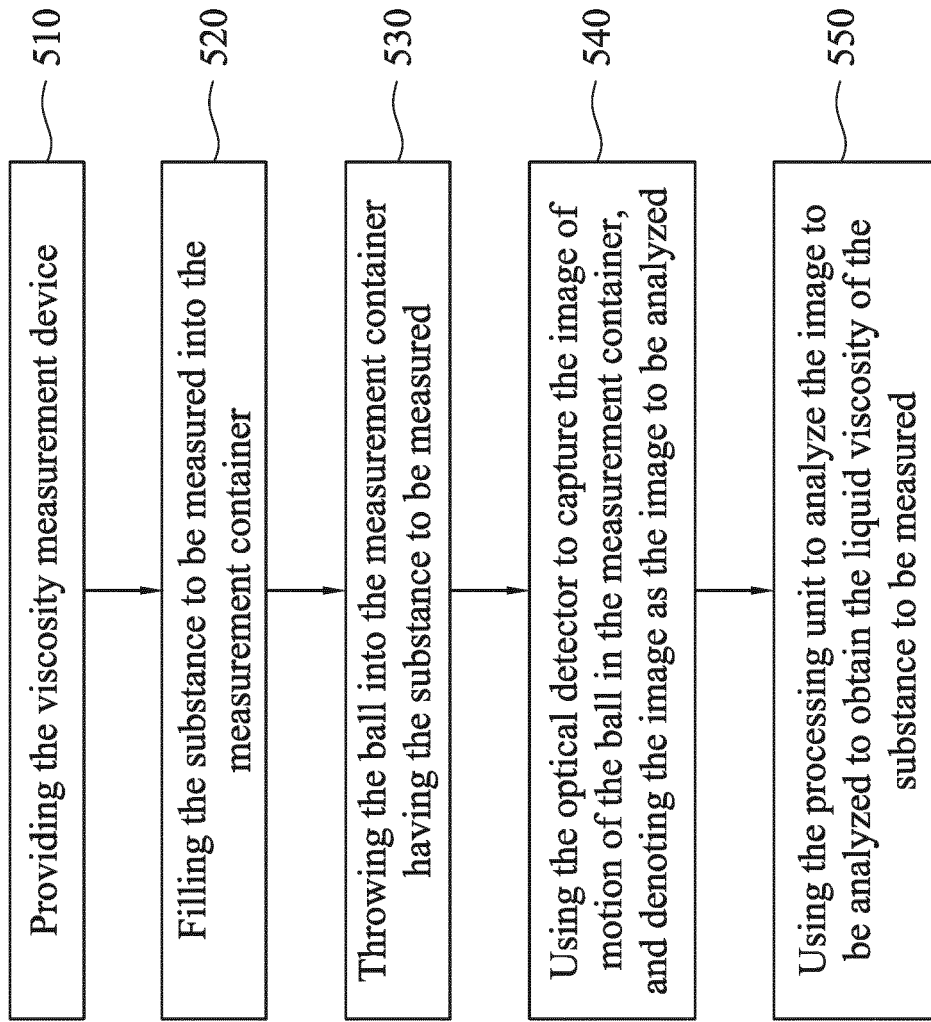 Providing the viscosity measurement device
510
Filling the substance to be measured into the
measurement container
520
Throwing the ball into the measurement container
having the substance to be measured
530
Using the optical detector to capture the image of
motion of the ball in the measurement container,
and denoting the image as the image to be analyzed
540
Using the processing unit to analyze the image to
be analyzed to obtain the liquid viscosity of the
substance to be measured
550